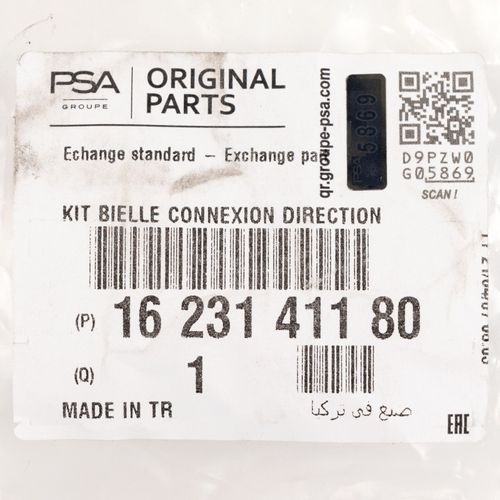 PSA
GROUPE
ORIGINAL
PARTS
qr.groupe-psa.com
PSA 5869
D9PZW0
G05869
SCAN !
Echange standard – Exchange
KIT BIELLE CONNEXION DIRECTION
(P) 16 231 411 80
(Q) 1
MADE IN TR
صنع في تركيا
EAC